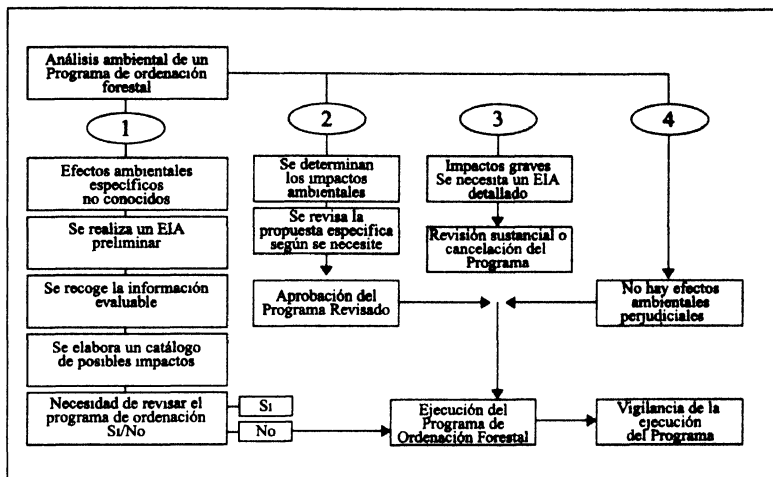 Análisis ambiental de un
Programa de ordenación
forestal
1
2
3
4
Efectos ambientales
específicos
no conocidos
Se realiza un EIA
preliminar
Se recoge la información
evaluable
Se elabora un catálogo
de posibles impactos
Necesidad de revisar el
programa de ordenación
Sı/No
Sı
No
Se determinan
los impactos
ambientales
Se revisa la
propuesta especifica
según se necesite
Aprobación del
Programa Revisado
Impactos graves
Se necesita un EIA
detallado
Revisión sustancial o
cancelación del
Programa
No hay efectos
ambientales
perjudiciales
Ejecución del
Programa de
Ordenación Forestal
Vigilancia de la
ejecución
del Programa